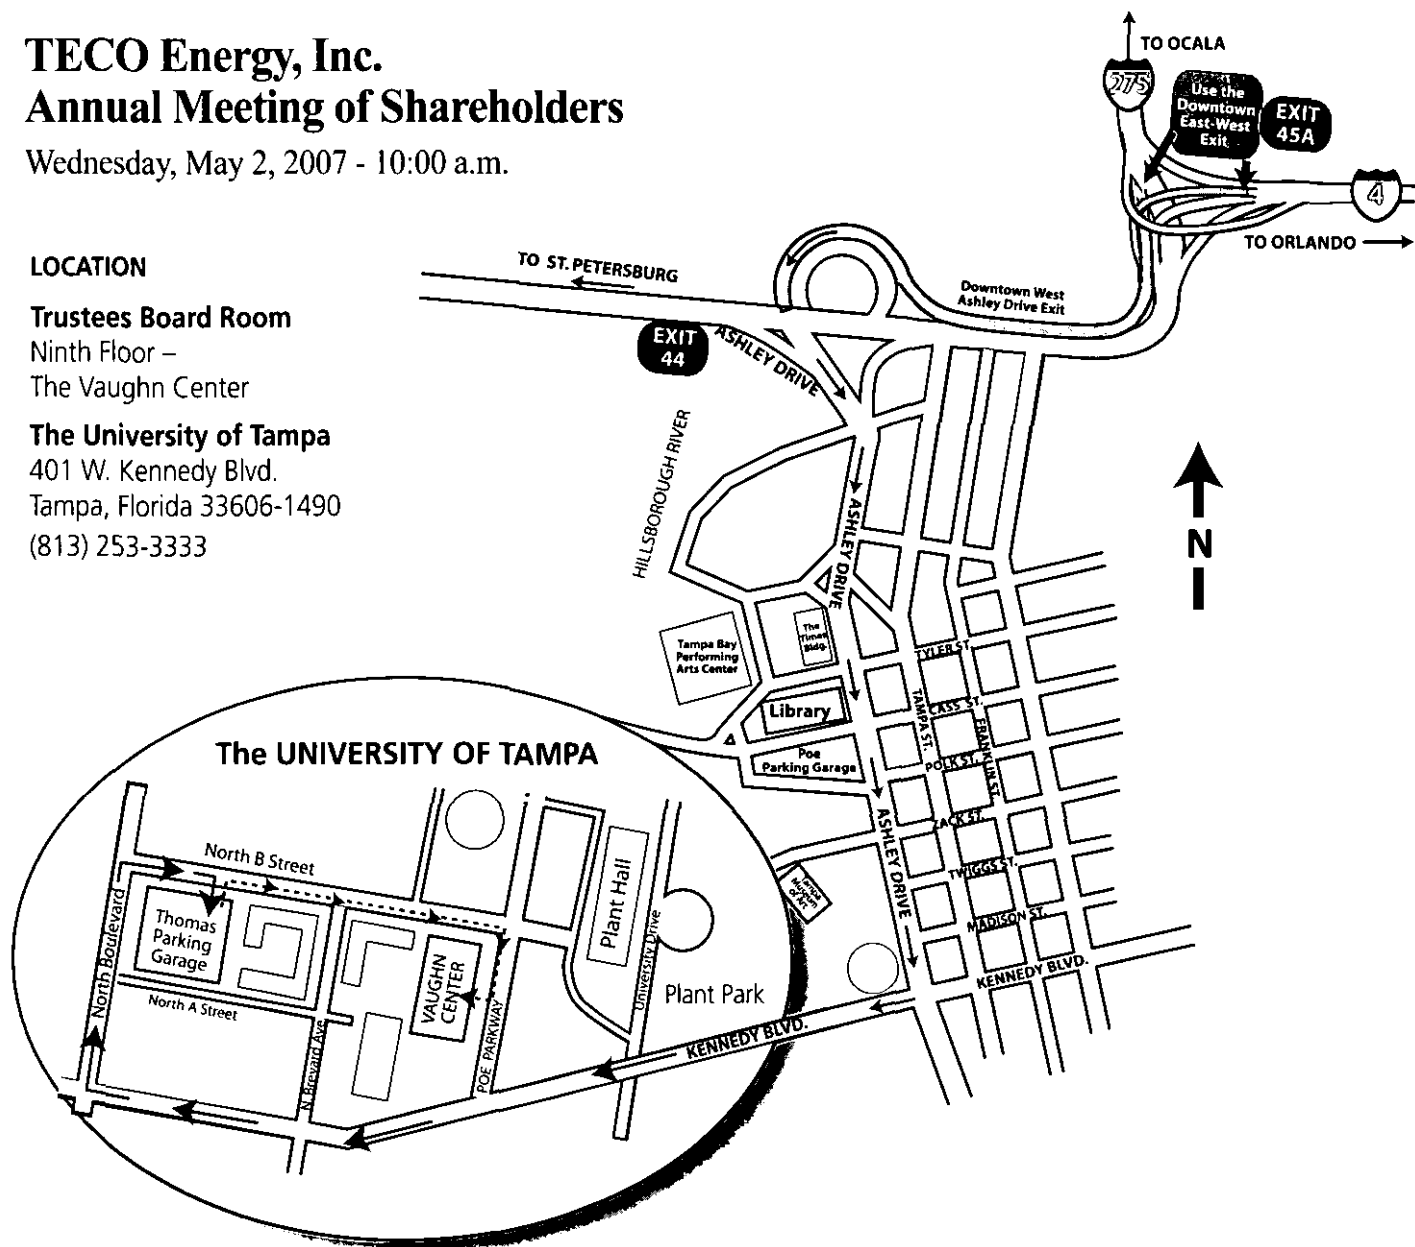 TECO Energy, Inc.
Annual Meeting of Shareholders
Wednesday, May 2, 2007 - 10:00 a.m.
LOCATION
Trustees Board Room
Ninth Floor –
The Vaughn Center
The University of Tampa
401 W. Kennedy Blvd.
Tampa, Florida 33606-1490
(813) 253-3333
TO OCALA
275
Use the
Downtown
East-West
Exit
EXIT
45A
4
TO ORLANDO
TO ST. PETERSBURG
Downtown West
Ashley Drive Exit
EXIT
44
ASHLEY DRIVE
HILLSBOROUGH RIVER
ASHLEY DRIVE
N
Tampa Bay
Performing
Arts Center
The
Times
Bldg.
TYLER ST.
Library
TAMPA ST.
CASS ST.
FRANKLIN ST.
Poe
Parking Garage
POLK ST.
ZACK ST.
ASHLEY DRIVE
TWIGGS ST.
Tampa
Museum
of Art
MADISON ST.
KENNEDY BLVD.
KENNEDY BLVD.
The UNIVERSITY OF TAMPA
North B Street
Thomas
Parking
Garage
North Boulevard
North A Street
N. Brevard Ave.
VAUGHN
CENTER
POE PARKWAY
Plant Hall
University Drive
Plant Park